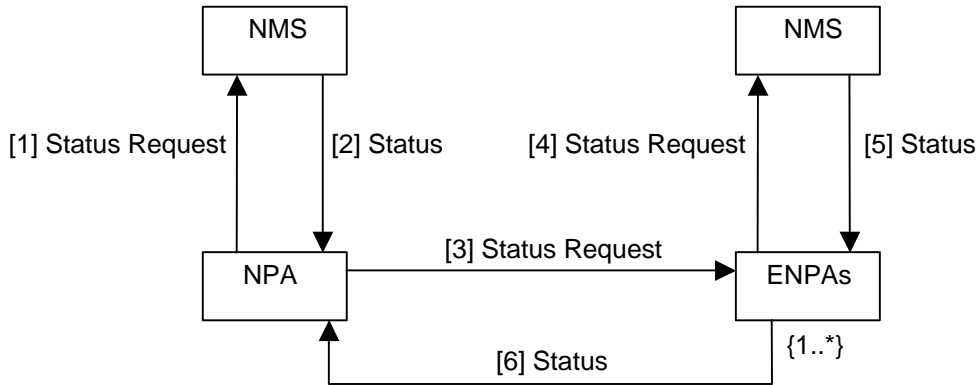 NMS
NMS
[1] Status Request
[2] Status
[4] Status Request
[5] Status
[3] Status Request
NPA
ENPAs
{1..*}
[6] Status